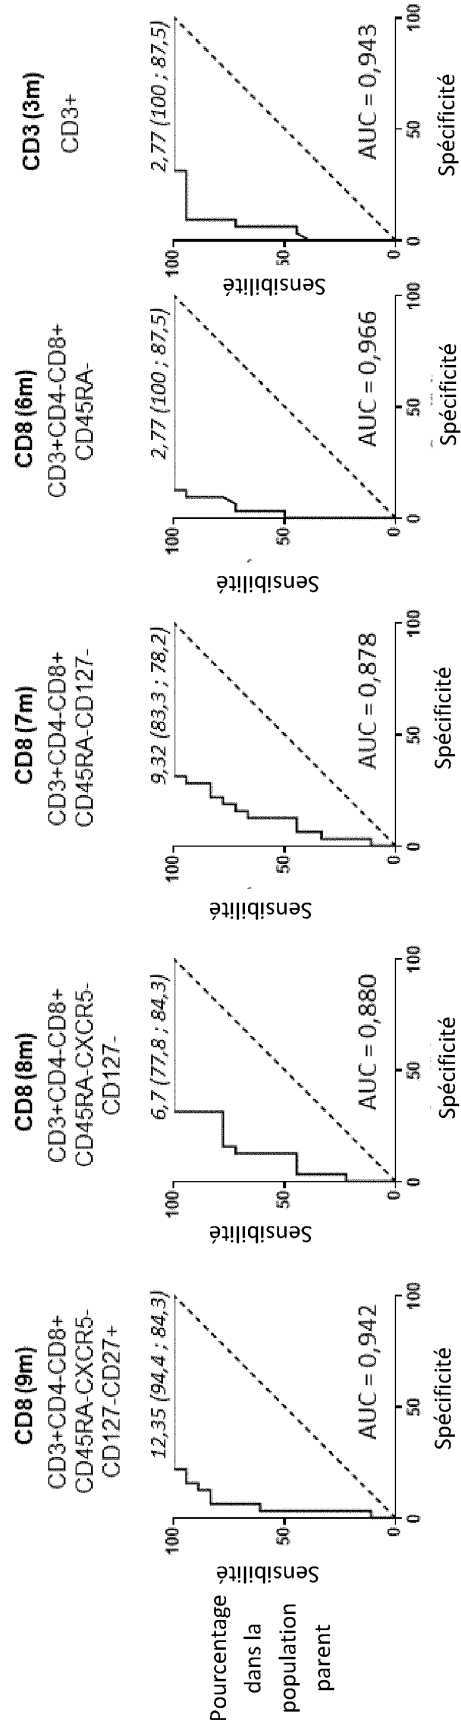 Pourcentage
dans la
population
parent
CD8 (9m)
CD3+CD4-CD8+
CD45RA-CXCR5-
CD127-CD27+
12,35 (94,4 ; 84,3)
Sensibilité
100
50
0
AUC = 0,942
0
50
100
Spécificité
CD8 (8m)
CD3+CD4-CD8+
CD45RA-CXCR5-
CD127-
6,7 (77,8 ; 84,3)
Sensibilité
100
50
0
AUC = 0,880
0
50
100
Spécificité
CD8 (7m)
CD3+CD4-CD8+
CD45RA-CD127-
9,32 (83,3 ; 78,2)
Sensibilité
100
50
0
AUC = 0,878
0
50
100
Spécificité
CD8 (6m)
CD3+CD4-CD8+
CD45RA-
2,77 (100 ; 87,5)
Sensibilité
100
50
0
AUC = 0,966
0
50
100
Spécificité
CD3 (3m)
CD3+
2,77 (100 ; 87,5)
Sensibilité
100
50
0
AUC = 0,943
0
50
100
Spécificité